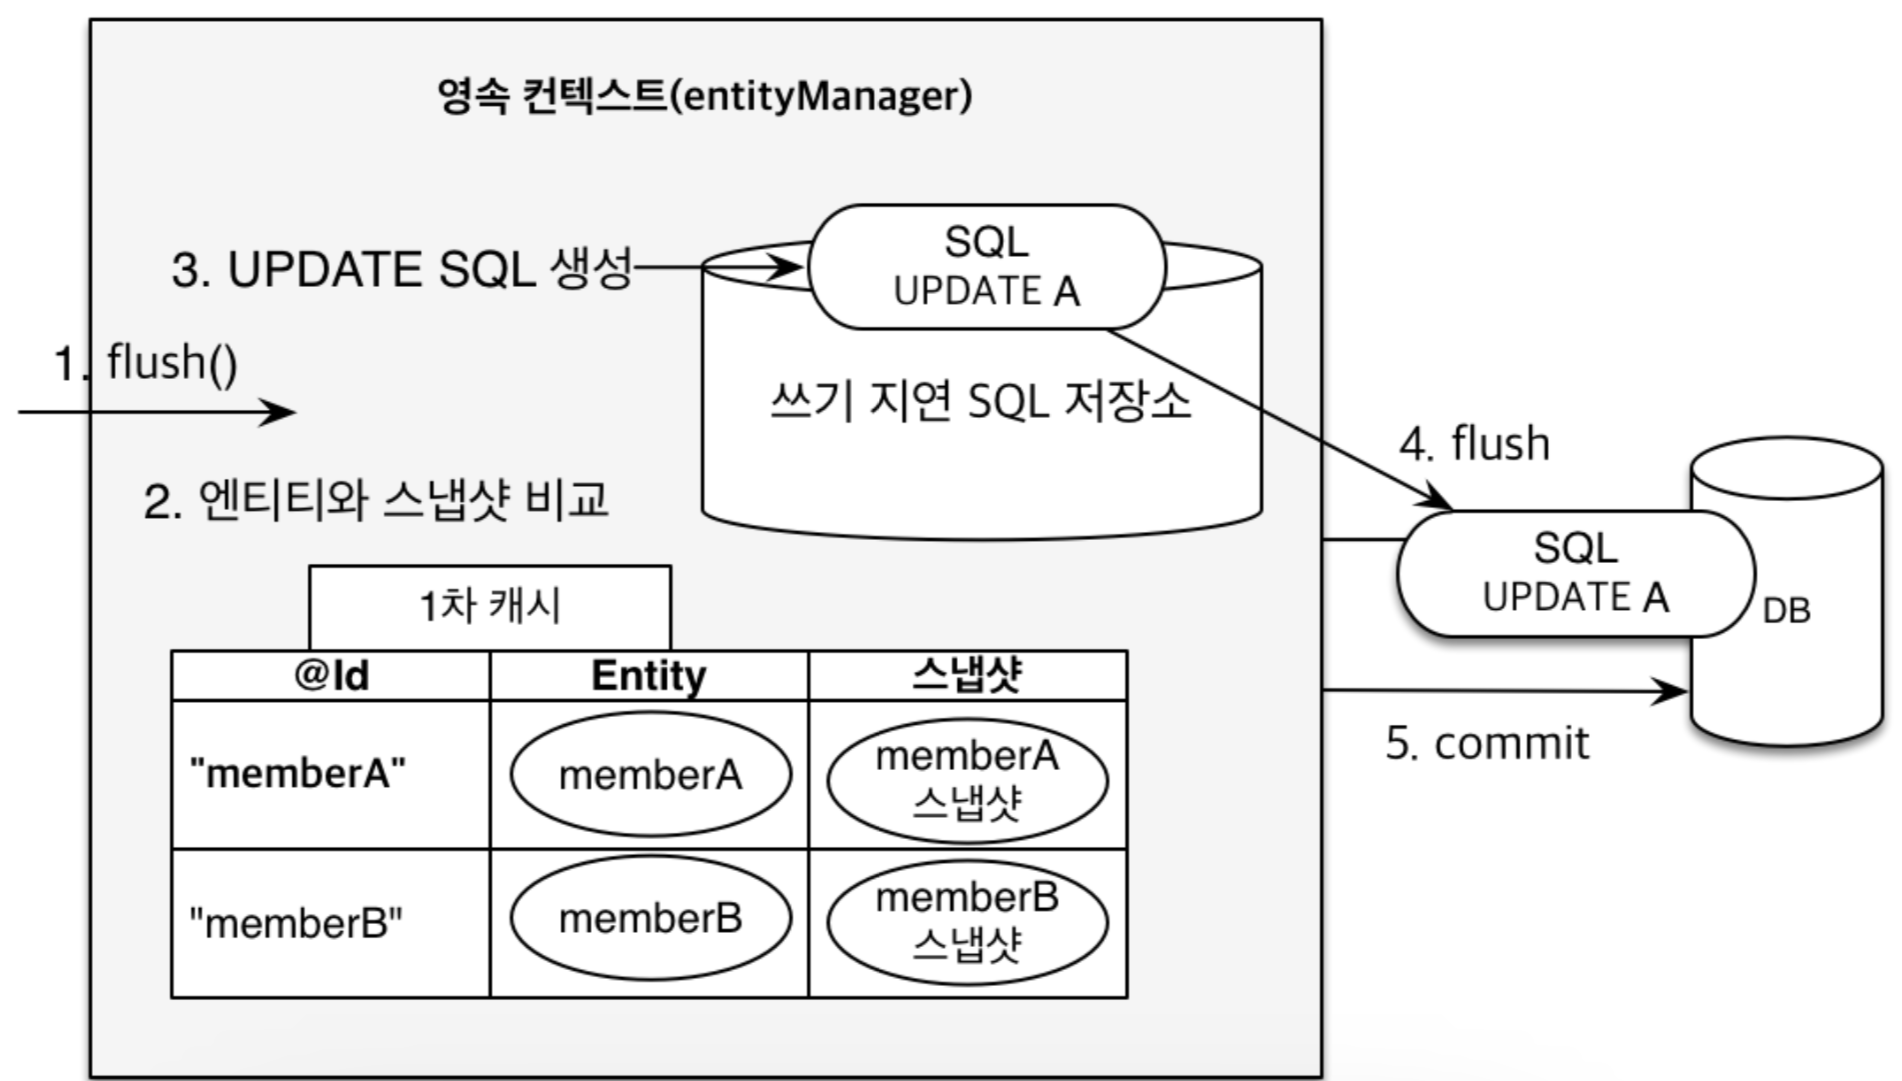 영속 컨텍스트(entityManager)
3. UPDATE SQL 생성
SQL
UPDATE A
1. flush()
쓰기 지연 SQL 저장소
4. flush
2. 엔티티와 스냅샷 비교
SQL
UPDATE A
DB
1차 캐시
@Id Entity 스냅샷
5. commit
"memberA" memberA memberA
스냅샷
"memberB" memberB memberB
스냅샷